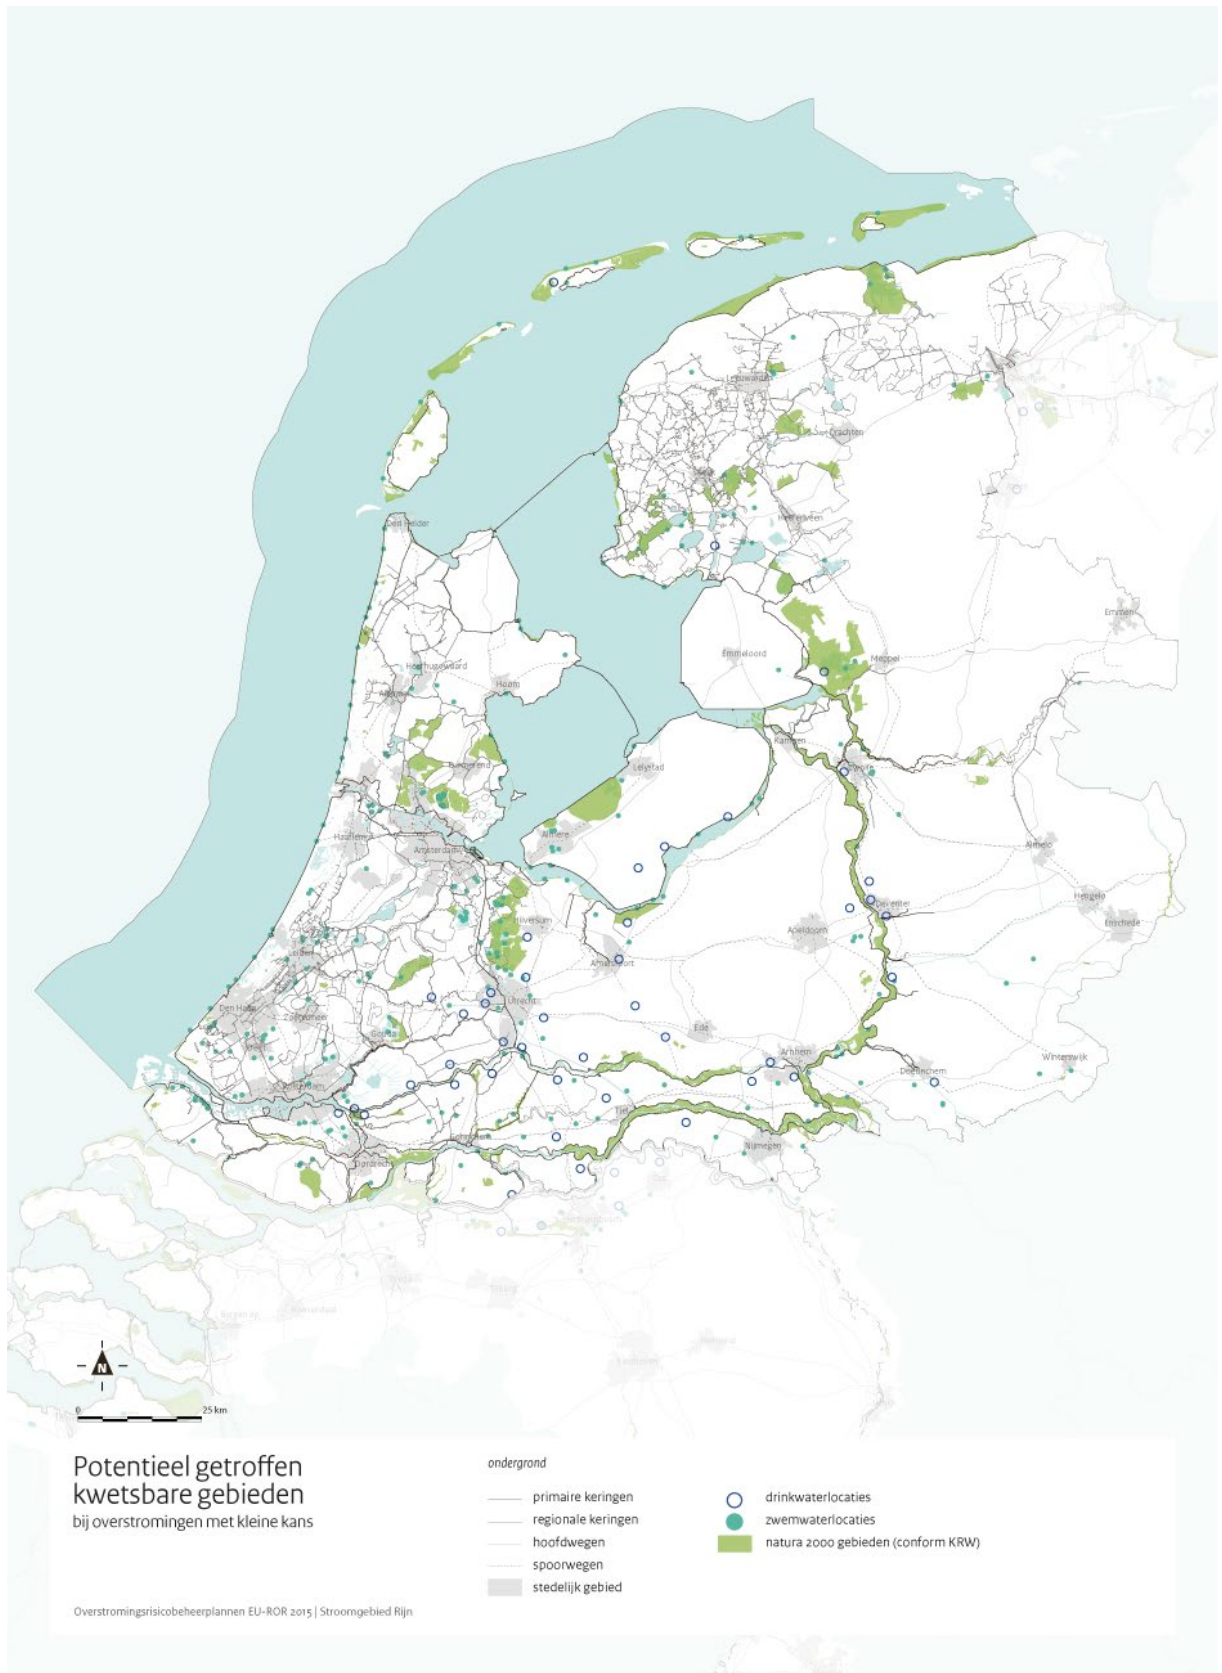 Leeuwarden
Drachten
Heerenveen
Den Helder
Emmen
Emmeloord
Meppel
Heerhugowaard
Hoorn
Alkmaar
Kampen
Zwolle
Lelystad
Purmerend
Almere
Haarlem
Amsterdam
Almelo
Hengelo
Enschede
Deventer
Apeldoorn
Hilversum
Amersfoort
Leiden
Utrecht
Den Haag
Zoetermeer
Gouda
Delft
Ede
Arnhem
Doetinchem
Winterswijk
Rotterdam
Tiel
Gorinchem
Nijmegen
Dordrecht
N
0 25 km
Potentieel getroffen
kwetsbare gebieden
bij overstromingen met kleine kans
ondergrond
primaire keringen
regionale keringen
hoofdwegen
spoorwegen
stedelijk gebied
drinkwaterlocaties
zwemwaterlocaties
natura 2000 gebieden (conform KRW)
Overstromingsrisicobeheerplannen EU-ROR 2015 | Stroomgebied Rijn